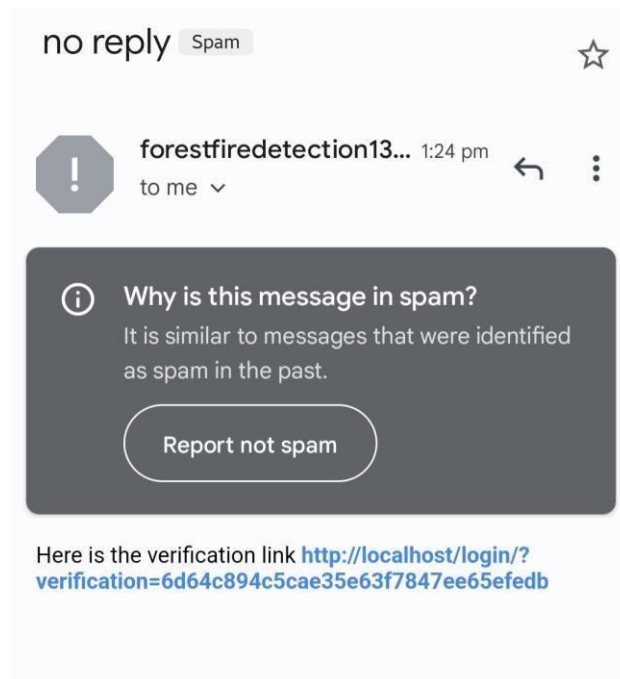 no reply Spam
forestfiredetection13... 1:24 pm
to me
Why is this message in spam?
It is similar to messages that were identified
as spam in the past.
Report not spam
Here is the verification link http://localhost/login/?
verification=6d64c894c5cae35e63f7847ee65efedb